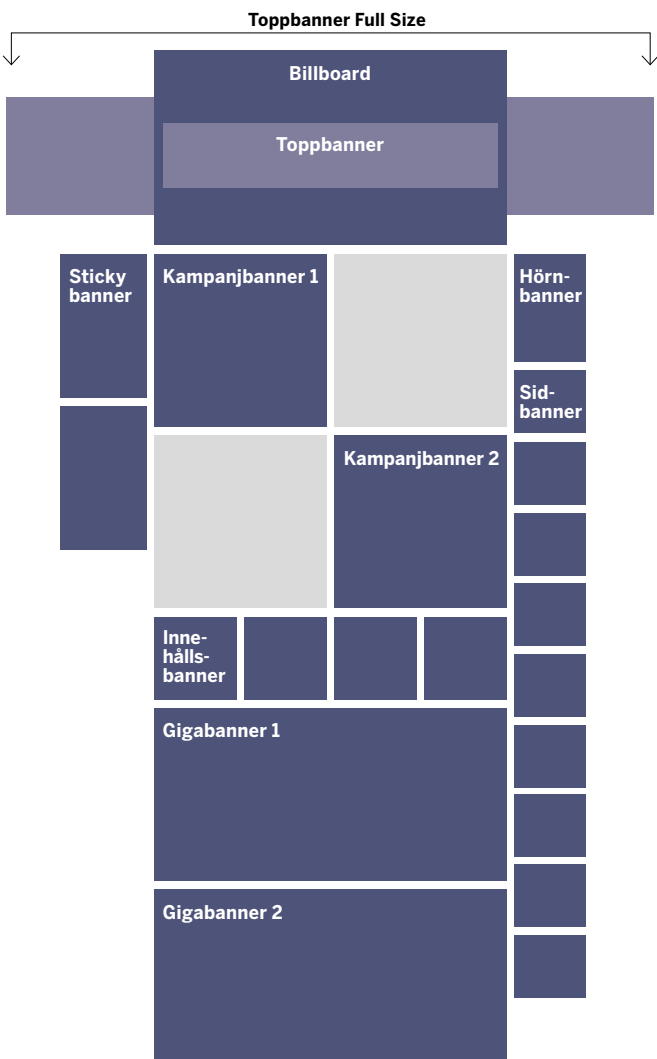 Toppbanner Full Size
Billboard
Toppbanner
Sticky
banner
Kampanjbanner 1
Hörn-
banner
Sid-
banner
Kampanjbanner 2
Inne-
hålls-
banner
Gigabanner 1
Gigabanner 2